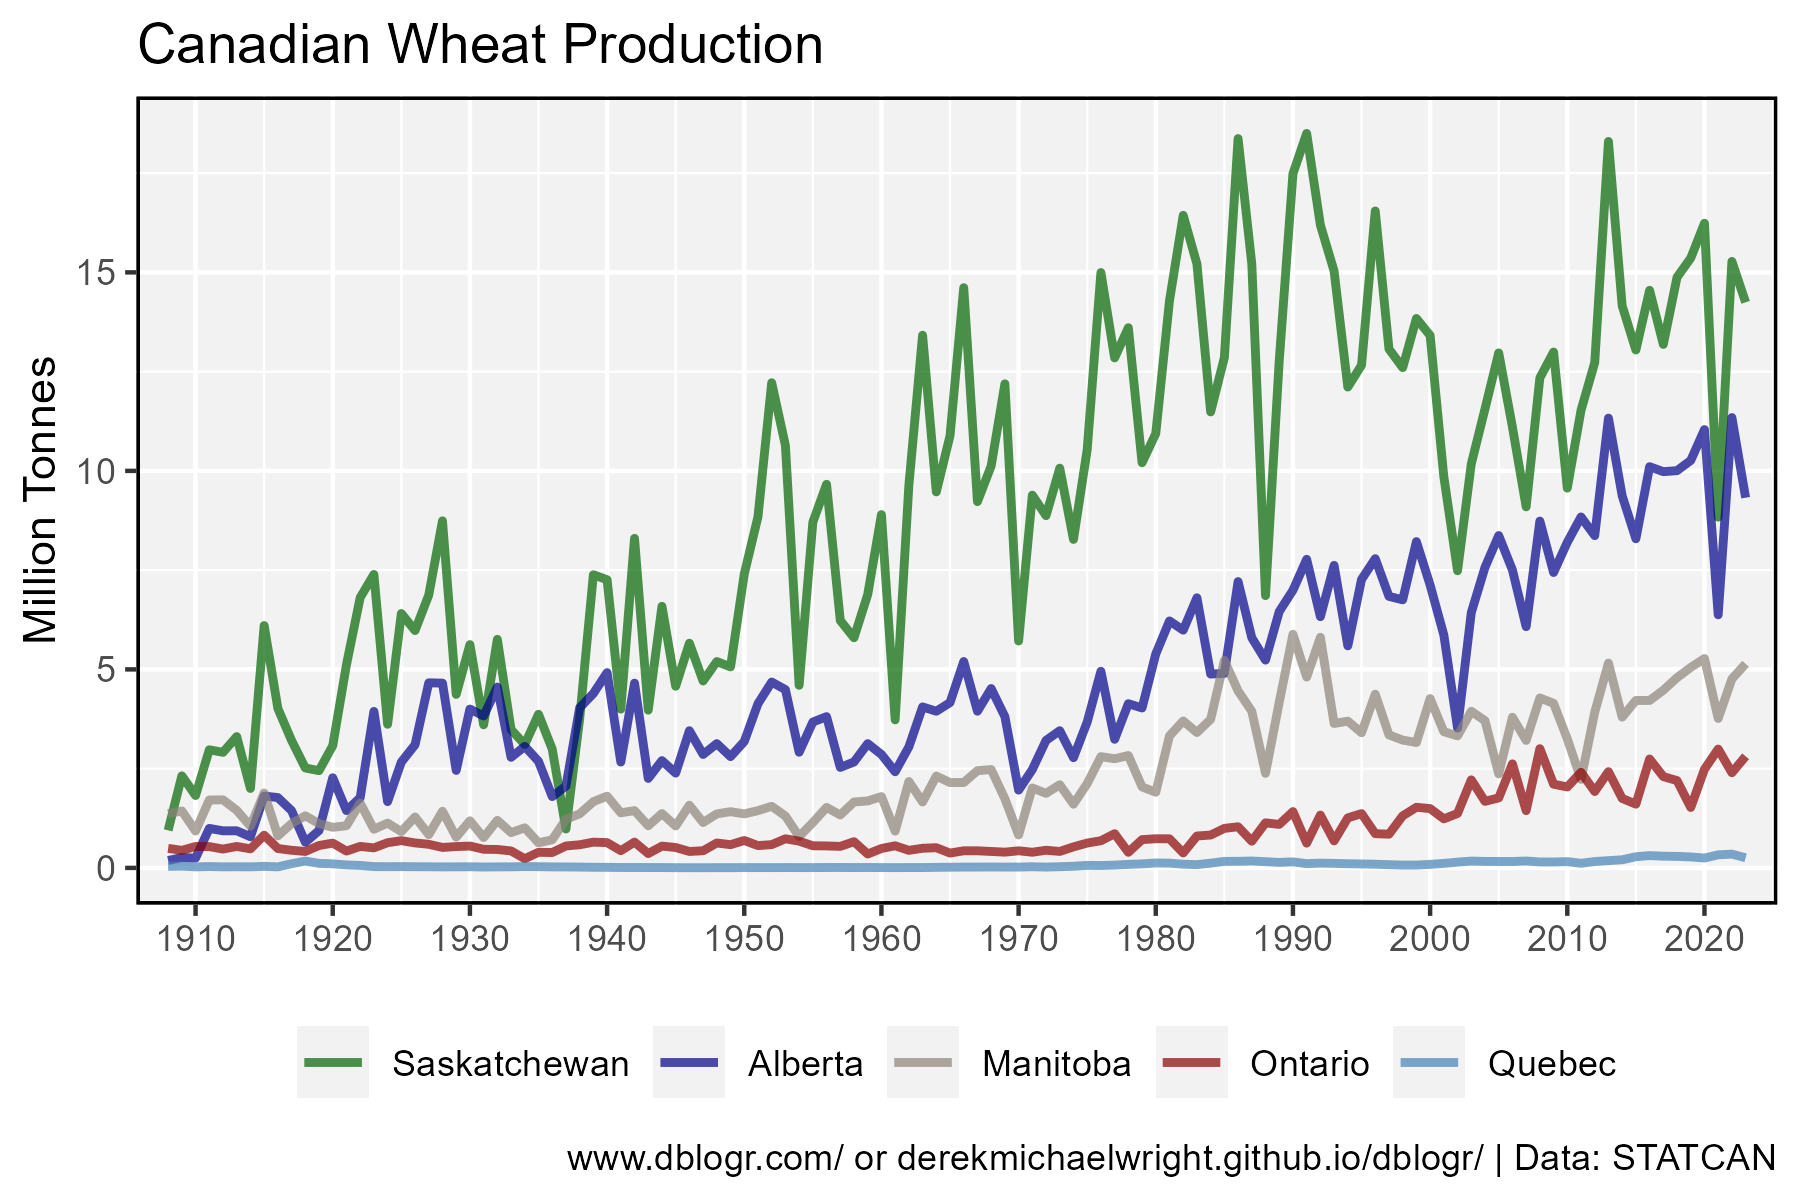 Canadian Wheat Production
Million Tonnes
15
10
5
0
1910 1920 1930 1940 1950 1960 1970 1980 1990 2000 2010 2020
Saskatchewan Alberta Manitoba Ontario Quebec
www.dblogr.com/ or derekmichaelwright.github.io/dblogr/ | Data: STATCAN